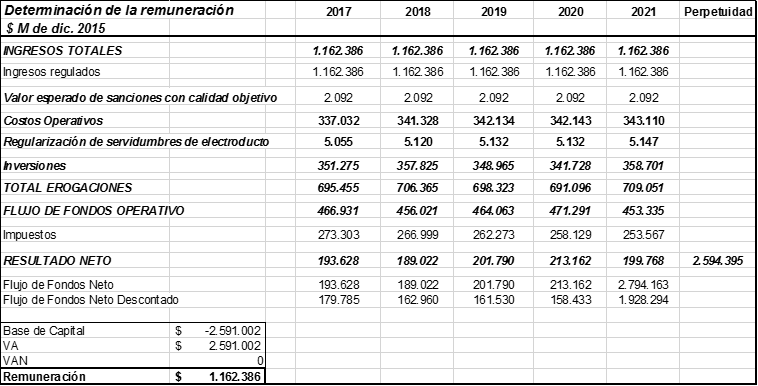 Determinación de la remuneración 2017 2018 2019 2020 2021 Perpetuidad
$ M de dic. 2015
INGRESOS TOTALES 1.162.386 1.162.386 1.162.386 1.162.386 1.162.386
Ingresos regulados 1.162.386 1.162.386 1.162.386 1.162.386 1.162.386
Valor esperado de sanciones con calidad objetivo 2.092 2.092 2.092 2.092 2.092
Costos Operativos 337.032 341.328 342.134 342.143 343.110
Regularización de servidumbres de electroducto 5.055 5.120 5.132 5.132 5.147
Inversiones 351.275 357.825 348.965 341.728 358.701
TOTAL EROGACIONES 695.455 706.365 698.323 691.096 709.051
FLUJO DE FONDOS OPERATIVO 466.931 456.021 464.063 471.291 453.335
Impuestos 273.303 266.999 262.273 258.129 253.567
RESULTADO NETO 193.628 189.022 201.790 213.162 199.768 2.594.395
Flujo de Fondos Neto 193.628 189.022 201.790 213.162 2.794.163
Flujo de Fondos Neto Descontado 179.785 162.960 161.530 158.433 1.928.294
Base de Capital $ -2.591.002
VA $ 2.591.002
VAN 0
Remuneración $ 1.162.386